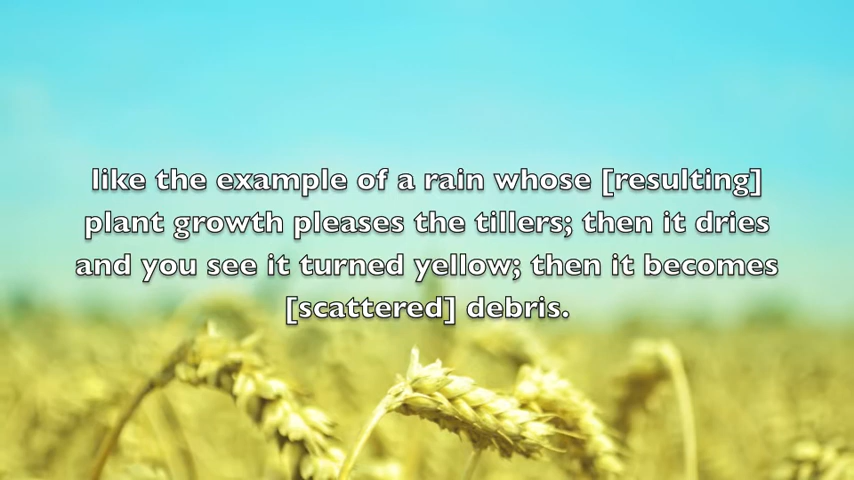 like the example of a rain whose [resulting]
plant growth pleases the tillers; then it dries
and you see it turned yellow; then it becomes
[scattered] debris.